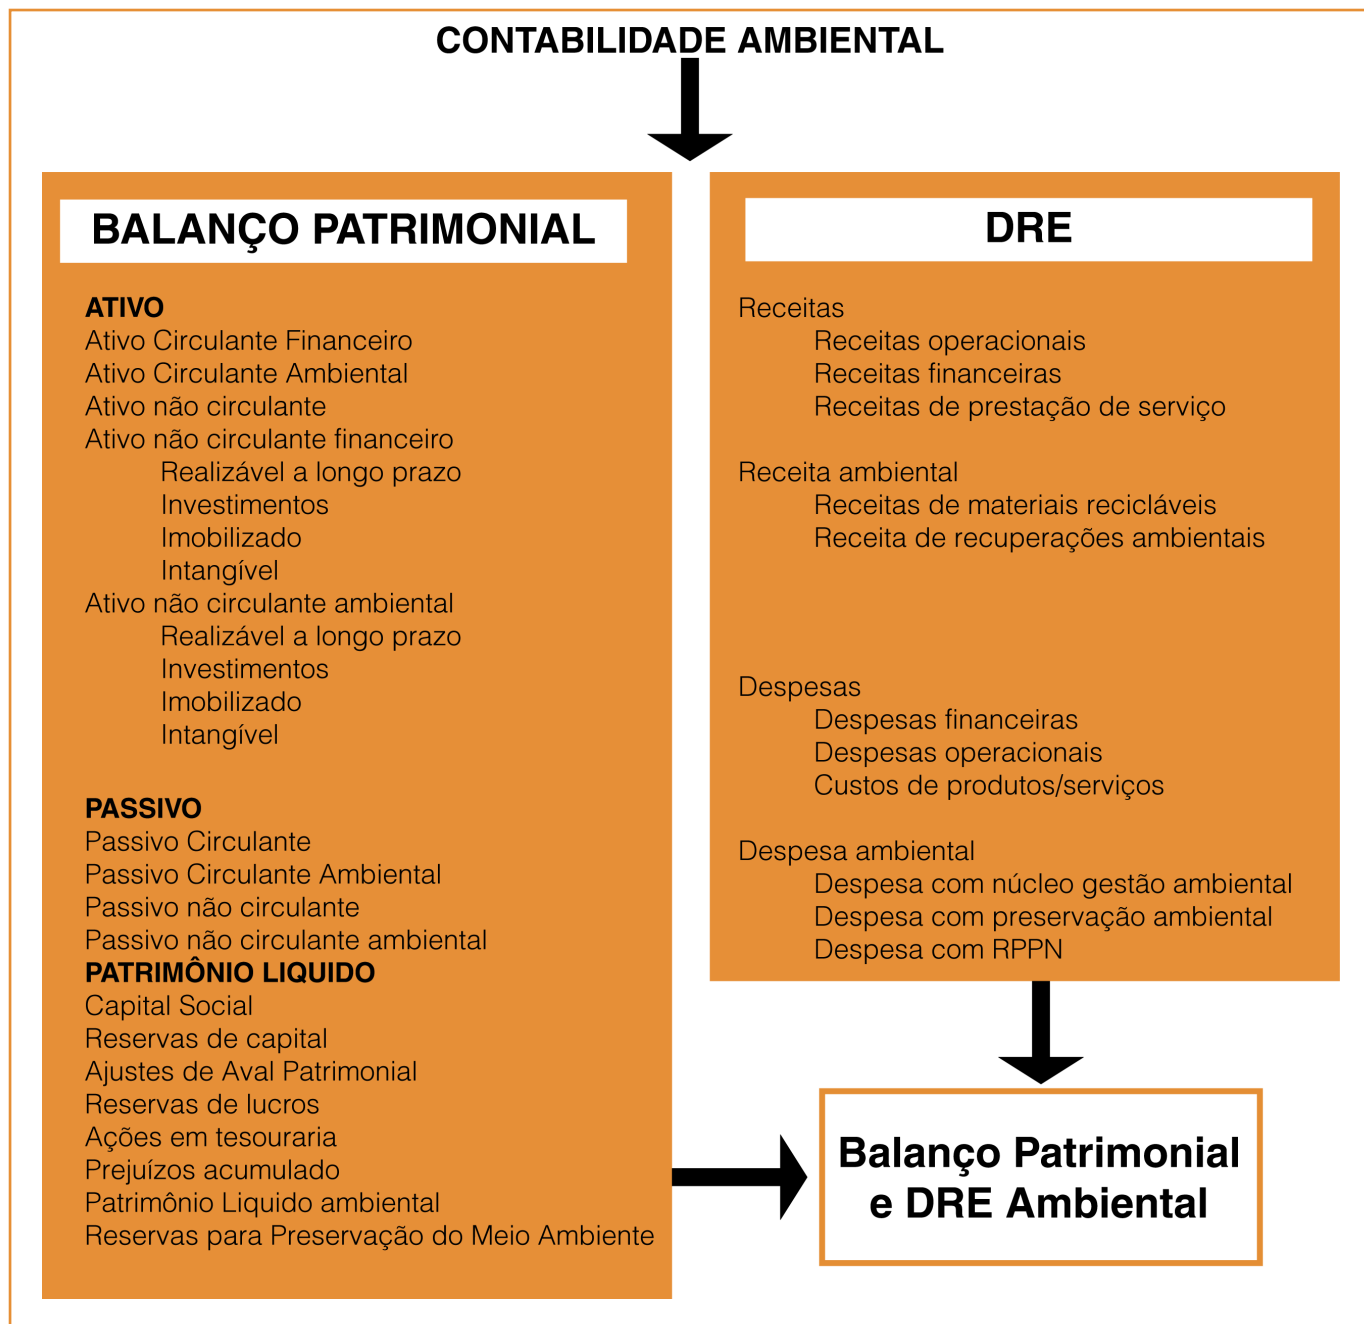 CONTABILIDADE AMBIENTAL
BALANÇO PATRIMONIAL
ATIVO
Ativo Circulante Financeiro
Ativo Circulante Ambiental
Ativo não circulante
Ativo não circulante financeiro
Realizável a longo prazo
Investimentos
Imobilizado
Intangível
Ativo não circulante ambiental
Realizável a longo prazo
Investimentos
Imobilizado
Intangível
PASSIVO
Passivo Circulante
Passivo Circulante Ambiental
Passivo não circulante
Passivo não circulante ambiental
PATRIMÔNIO LIQUIDO
Capital Social
Reservas de capital
Ajustes de Aval Patrimonial
Reservas de lucros
Ações em tesouraria
Prejuízos acumulado
Patrimônio Liquido ambiental
Reservas para Preservação do Meio Ambiente
DRE
Receitas
Receitas operacionais
Receitas financeiras
Receitas de prestação de serviço
Receita ambiental
Receitas de materiais recicláveis
Receita de recuperações ambientais
Despesas
Despesas financeiras
Despesas operacionais
Custos de produtos/serviços
Despesa ambiental
Despesa com núcleo gestão ambiental
Despesa com preservação ambiental
Despesa com RPPN
Balanço Patrimonial
e DRE Ambiental